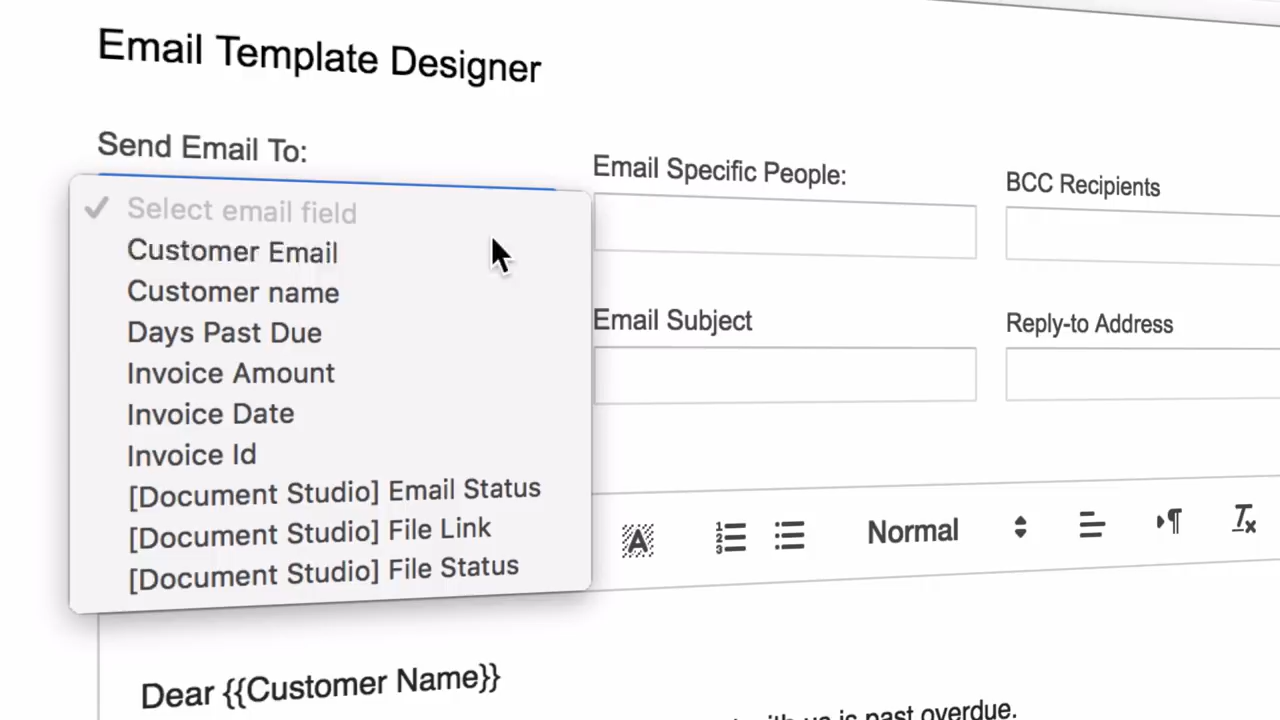 Email Template Designer
Send Email To:
Email Specific People:
BCC Recipients
Select email field
Customer Email
Customer name
Days Past Due
Invoice Amount
Invoice Date
Invoice Id
[Document Studio] Email Status
[Document Studio] File Link
[Document Studio] File Status
Email Subject
Reply-to Address
Normal
Dear {{Customer Name}}
with us is past overdue.